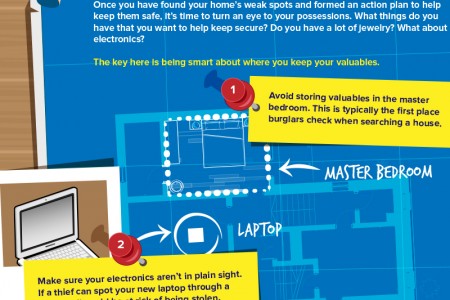 Once you have found your home's weak spots and formed an action plan to help
keep them safe, it's time to turn an eye to your possessions. What things do you
have that you want to help keep secure? Do you have a lot of jewelry? What about
electronics?
The key here is being smart about where you keep your valuables.
1
Avoid storing valuables in the master
bedroom. This is typically the first place
burglars check when searching a house.
MASTER BEDROOM
LAPTOP
2
Make sure your electronics aren't in plain sight.
If a thief can spot your new laptop through a
risk of being stolen.